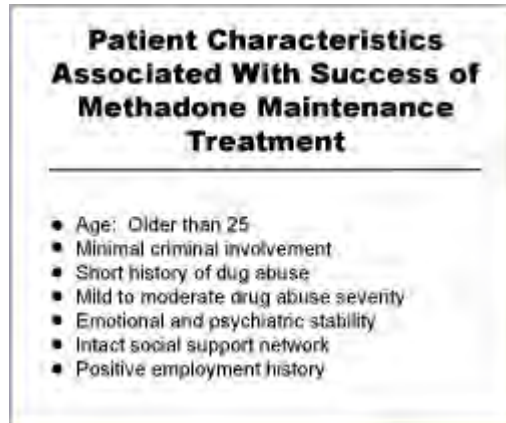 Patient Characteristics
Associated With Success of
Methadone Maintenance
Treatment
● Age: Older than 25
● Minimal criminal involvement
● Short history of dug abuse
● Mild to moderate drug abuse severity
● Emotional and psychiatric stability
● Intact social support network
● Positive employment history